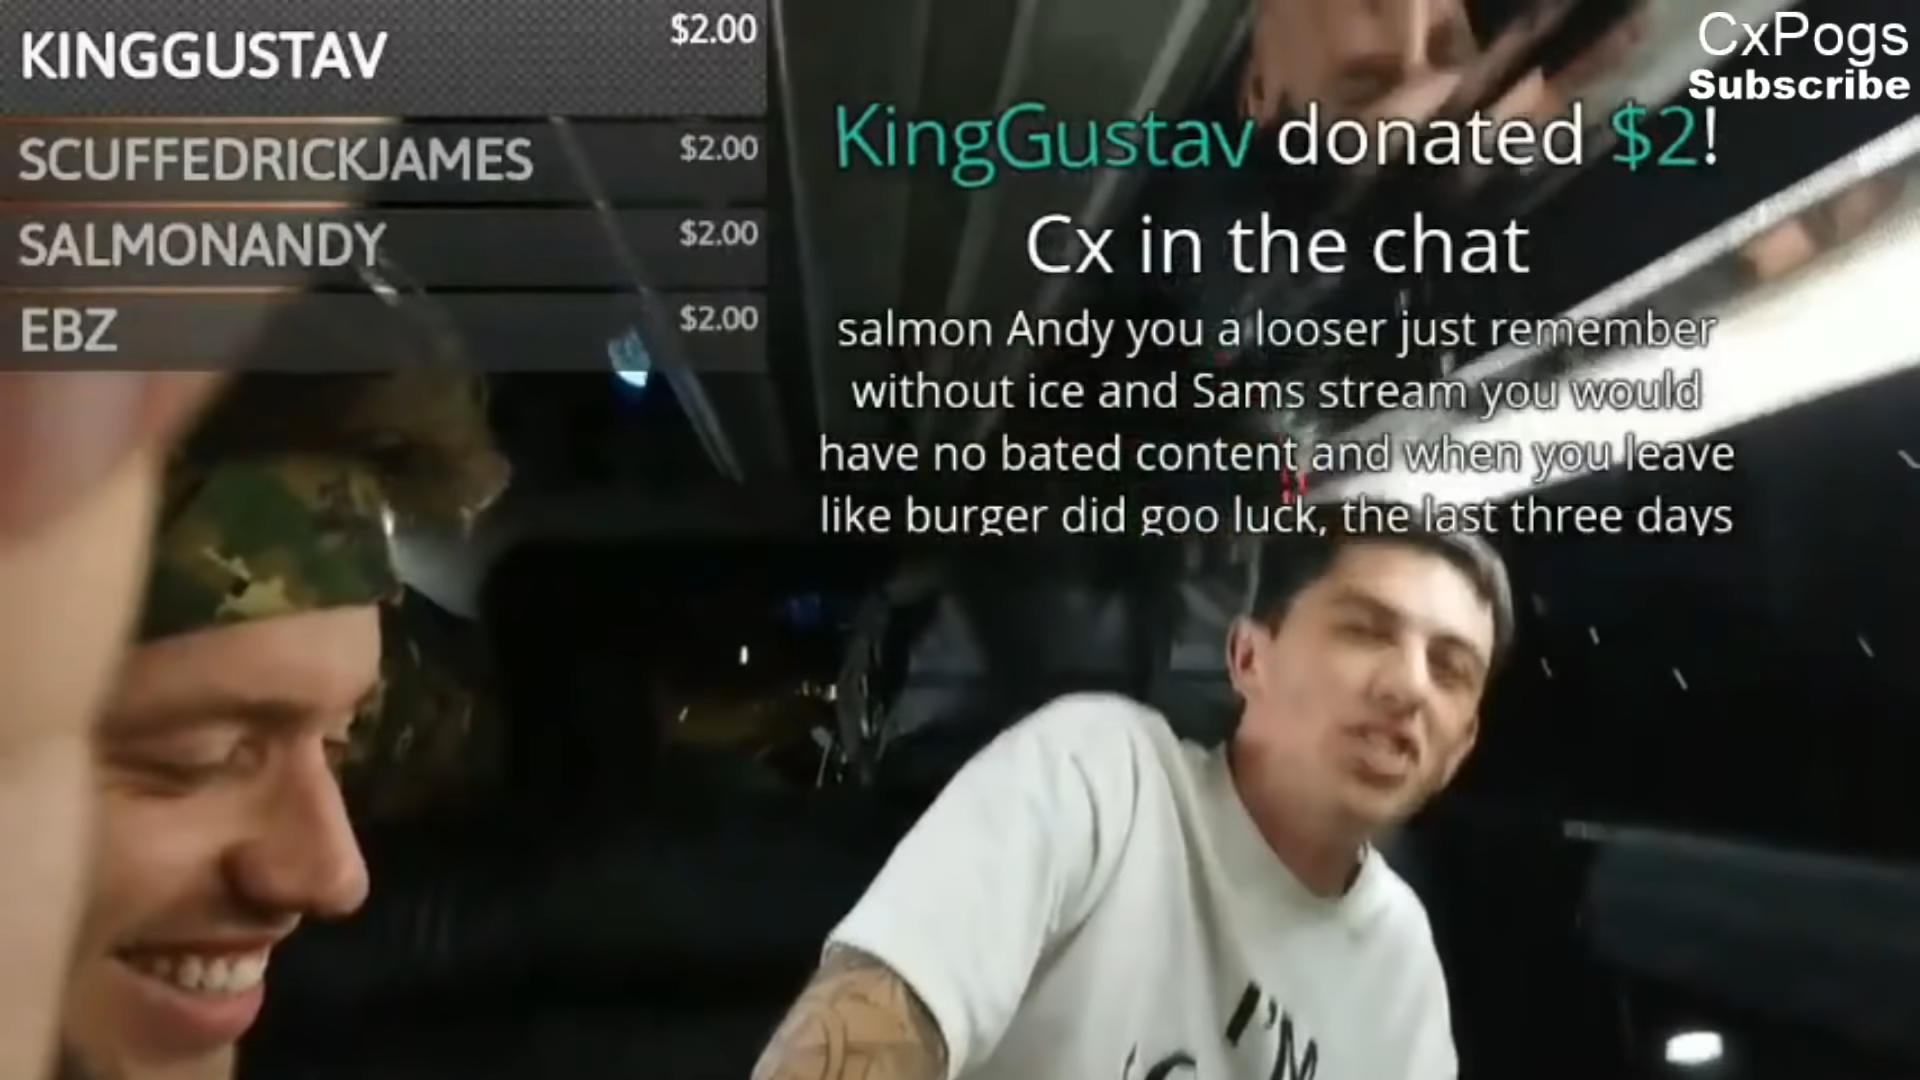 KINGGUSTAV $2.00
SCUFFEDRICKJAMES $2.00
SALMONANDY $2.00
EBZ $2.00
CxPogs
Subscribe
KingGustav donated $2!
Cx in the chat
salmon Andy you a looser just remember
without ice and Sams stream you would
have no bated content and when you leave
like burger did goo luck, the last three days
I'M